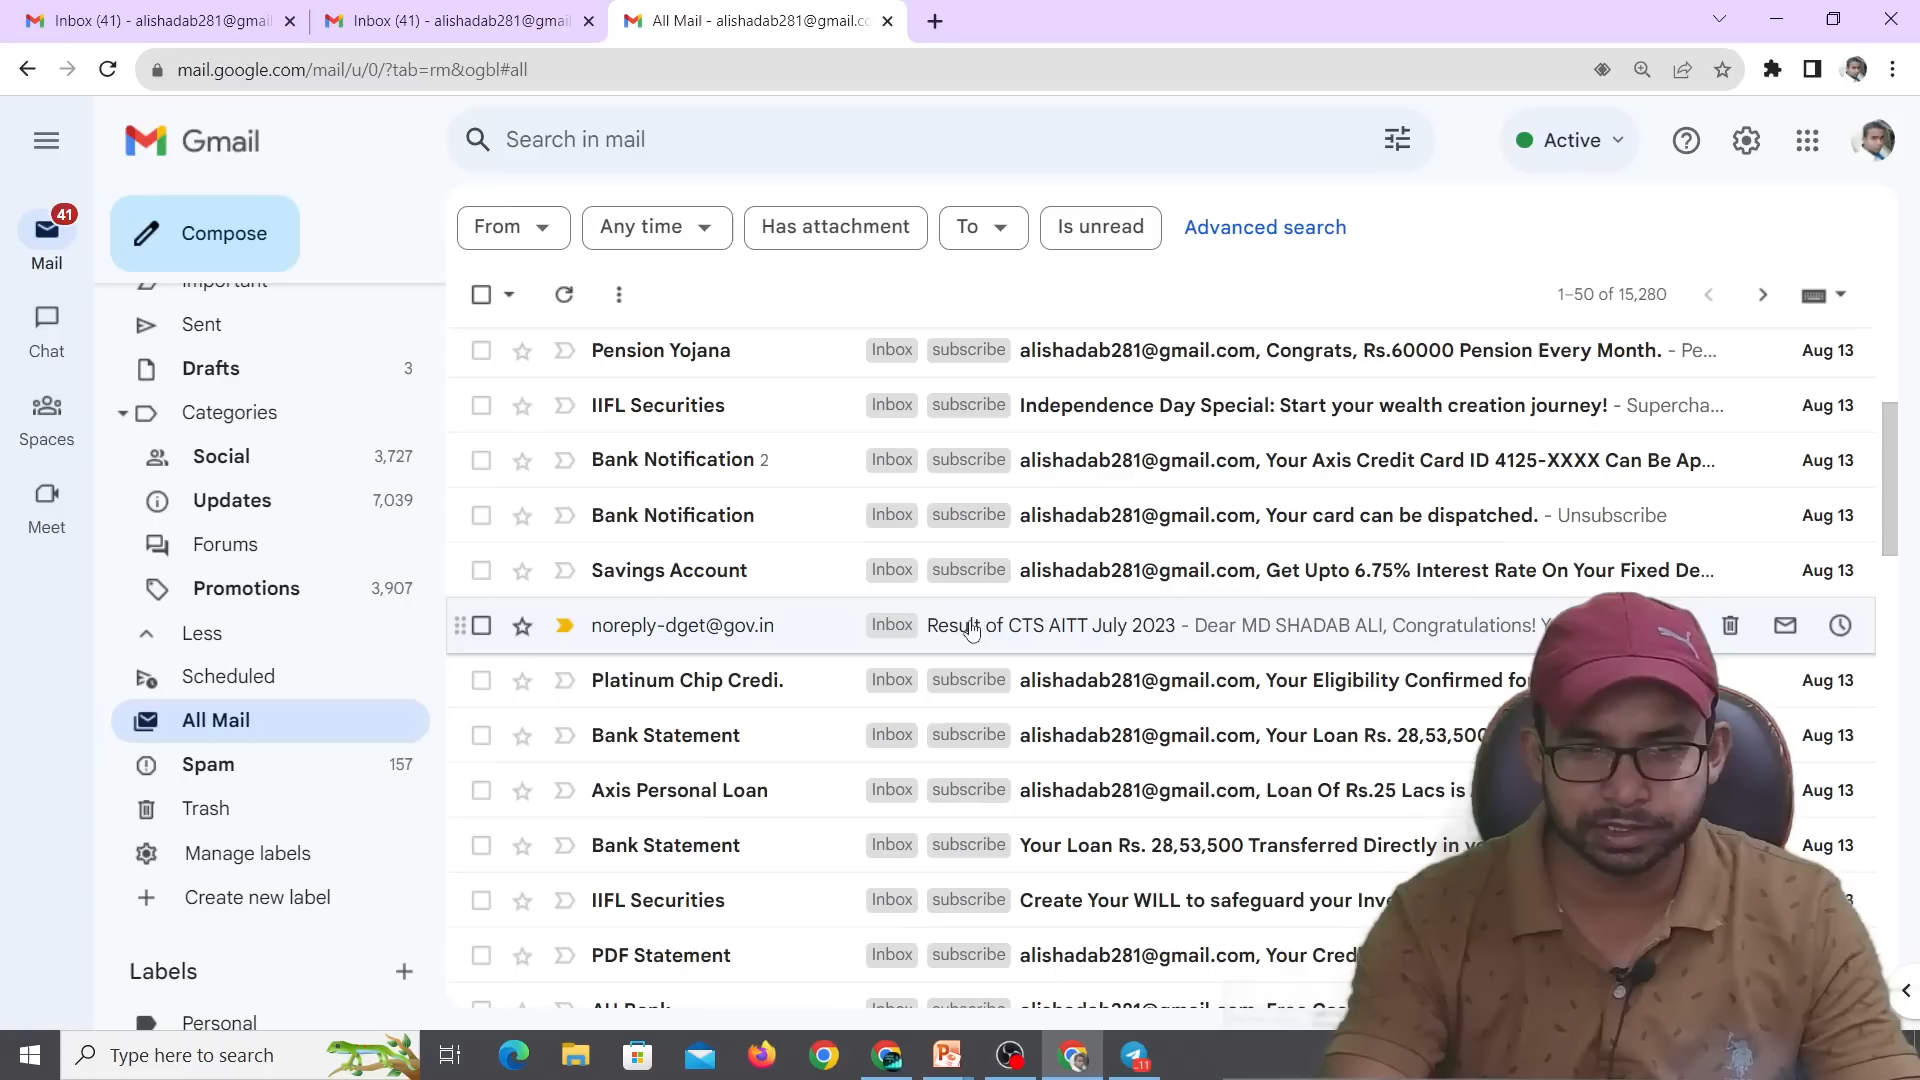 Inbox (41) - alishadab281@gmail
Inbox (41) - alishadab281@gmail
All Mail - alishadab281@gmail.co
mail.google.com/mail/u/0/?tab=rm&ogbl#all
Gmail
Search in mail
Active
41
Mail
Chat
Spaces
Meet
Compose
Important
Sent
Drafts 3
Categories
Social 3,727
Updates 7,039
Forums
Promotions 3,907
Less
Scheduled
All Mail
Spam 157
Trash
Manage labels
Create new label
Labels
Personal
From Any time Has attachment To Is unread Advanced search
1–50 of 15,280
Pension Yojana Inbox subscribe alishadab281@gmail.com, Congrats, Rs.60000 Pension Every Month. - Pe... Aug 13
IIFL Securities Inbox subscribe Independence Day Special: Start your wealth creation journey! - Supercha... Aug 13
Bank Notification 2 Inbox subscribe alishadab281@gmail.com, Your Axis Credit Card ID 4125-XXXX Can Be Ap... Aug 13
Bank Notification Inbox subscribe alishadab281@gmail.com, Your card can be dispatched. - Unsubscribe Aug 13
Savings Account Inbox subscribe alishadab281@gmail.com, Get Upto 6.75% Interest Rate On Your Fixed De... Aug 13
noreply-dget@gov.in Inbox Result of CTS AITT July 2023 - Dear MD SHADAB ALI, Congratulations!
Platinum Chip Credi. Inbox subscribe alishadab281@gmail.com, Your Eligibility Confirmed for Aug 13
Bank Statement Inbox subscribe alishadab281@gmail.com, Your Loan Rs. 28,53,500 Aug 13
Axis Personal Loan Inbox subscribe alishadab281@gmail.com, Loan Of Rs.25 Lacs is Aug 13
Bank Statement Inbox subscribe Your Loan Rs. 28,53,500 Transferred Directly in Aug 13
IIFL Securities Inbox subscribe Create Your WILL to safeguard your
PDF Statement Inbox subscribe alishadab281@gmail.com, Your
Type here to search
11